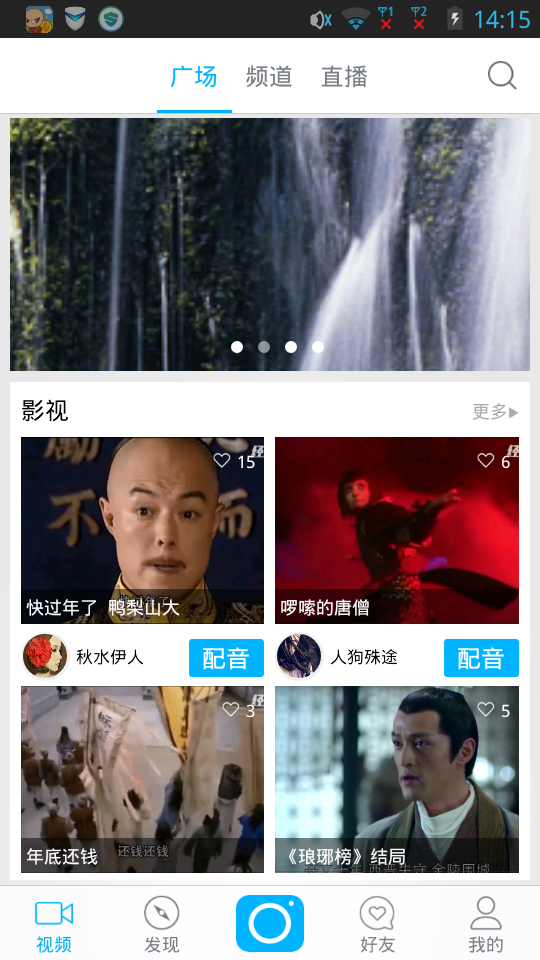 14:15
广场 频道 直播
影视 更多
15
6
快过年了 鸭梨山大
啰嗦的唐僧
秋水伊人 配音
人狗殊途 配音
3
5
还钱还钱
年底还钱
《琅琊榜》结局
视频 发现 好友 我的